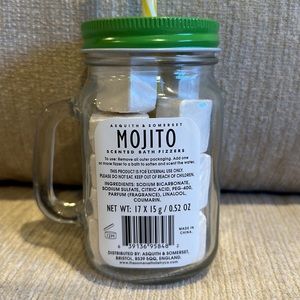 ASQUITH & SOMERSET
MOJITO
SCENTED BATH FIZZERS
To use: Remove all outer packaging. Add one
or more fizzer to a bath to soften and scent the water.
THIS PRODUCT IS FOR EXTERNAL USE ONLY.
PLEASE DO NOT EAT. KEEP OUT OF REACH OF CHILDREN.
INGREDIENTS: SODIUM BICARBONATE,
SODIUM SULFATE, CITRIC ACID, PEG-400,
PARFUM (FRAGRANCE), LINALOOL,
COUMARIN.
NET WT: 17 X 15 g / 0.52 OZ
MADE IN
CHINA.
DISTRIBUTED BY: ASQUITH & SOMERSET,
BRISTOL, BS39 5QQ, ENGLAND.